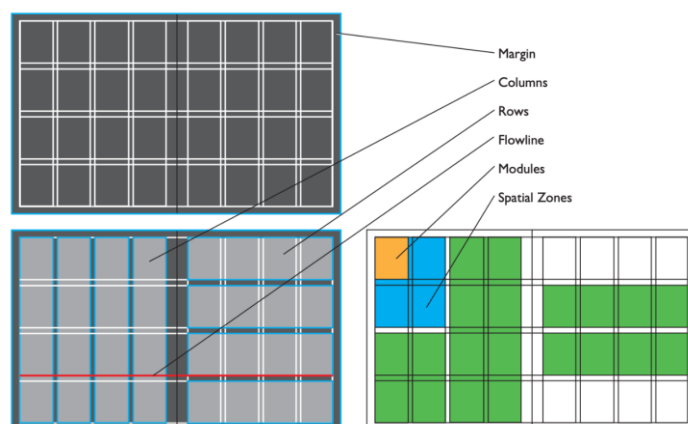 Margin
Columns
Rows
Flowline
Modules
Spatial Zones